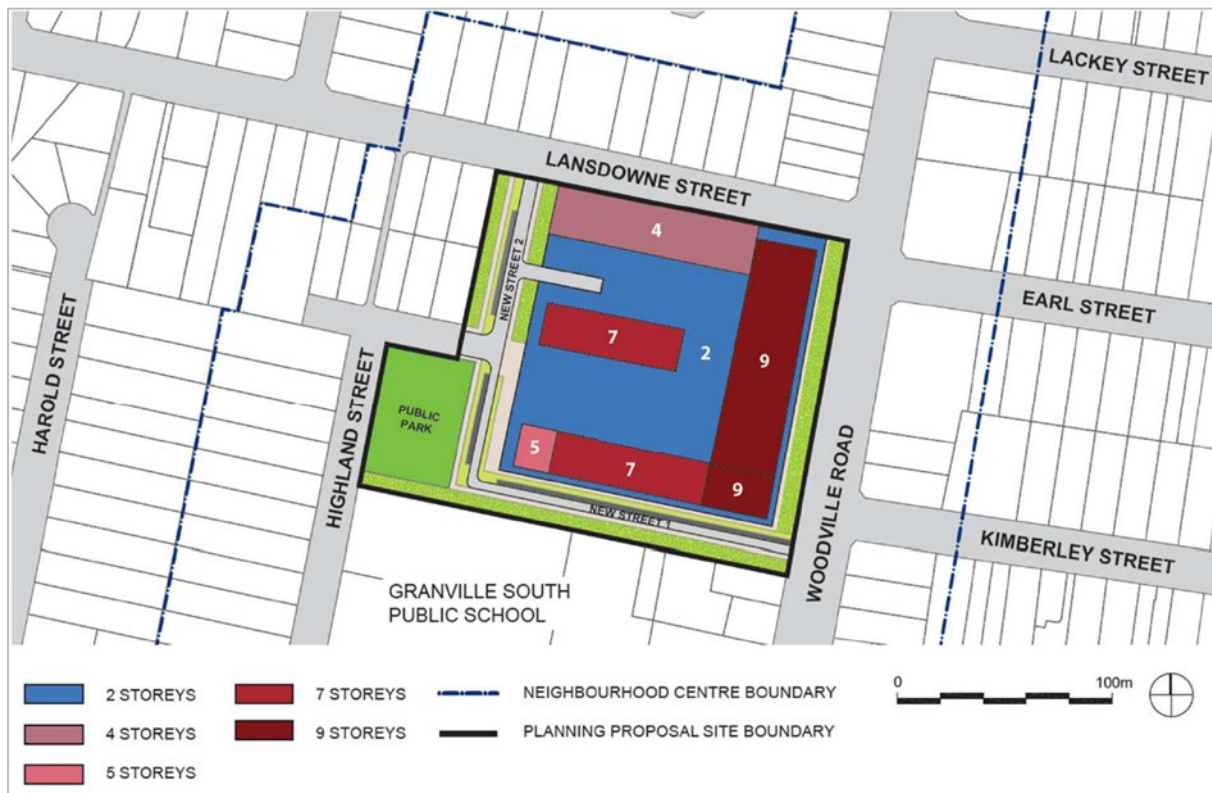 LACKEY STREET
LANSDOWNE STREET
4
NEW STREET 2
EARL STREET
7
2
9
HAROLD STREET
HIGHLAND STREET
PUBLIC
PARK
5
7
9
WOODVILLE ROAD
NEW STREET 1
KIMBERLEY STREET
GRANVILLE SOUTH
PUBLIC SCHOOL
2 STOREYS
7 STOREYS
NEIGHBOURHOOD CENTRE BOUNDARY
0
100m
4 STOREYS
9 STOREYS
PLANNING PROPOSAL SITE BOUNDARY
5 STOREYS